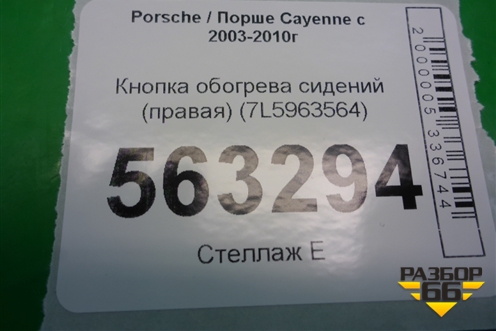 Porsche / Порше Cayenne с
2003-2010г
Кнопка обогрева сидений
(правая) (7L5963564)
563294
Стеллаж Е
2000005336744
РАЗБОР
66